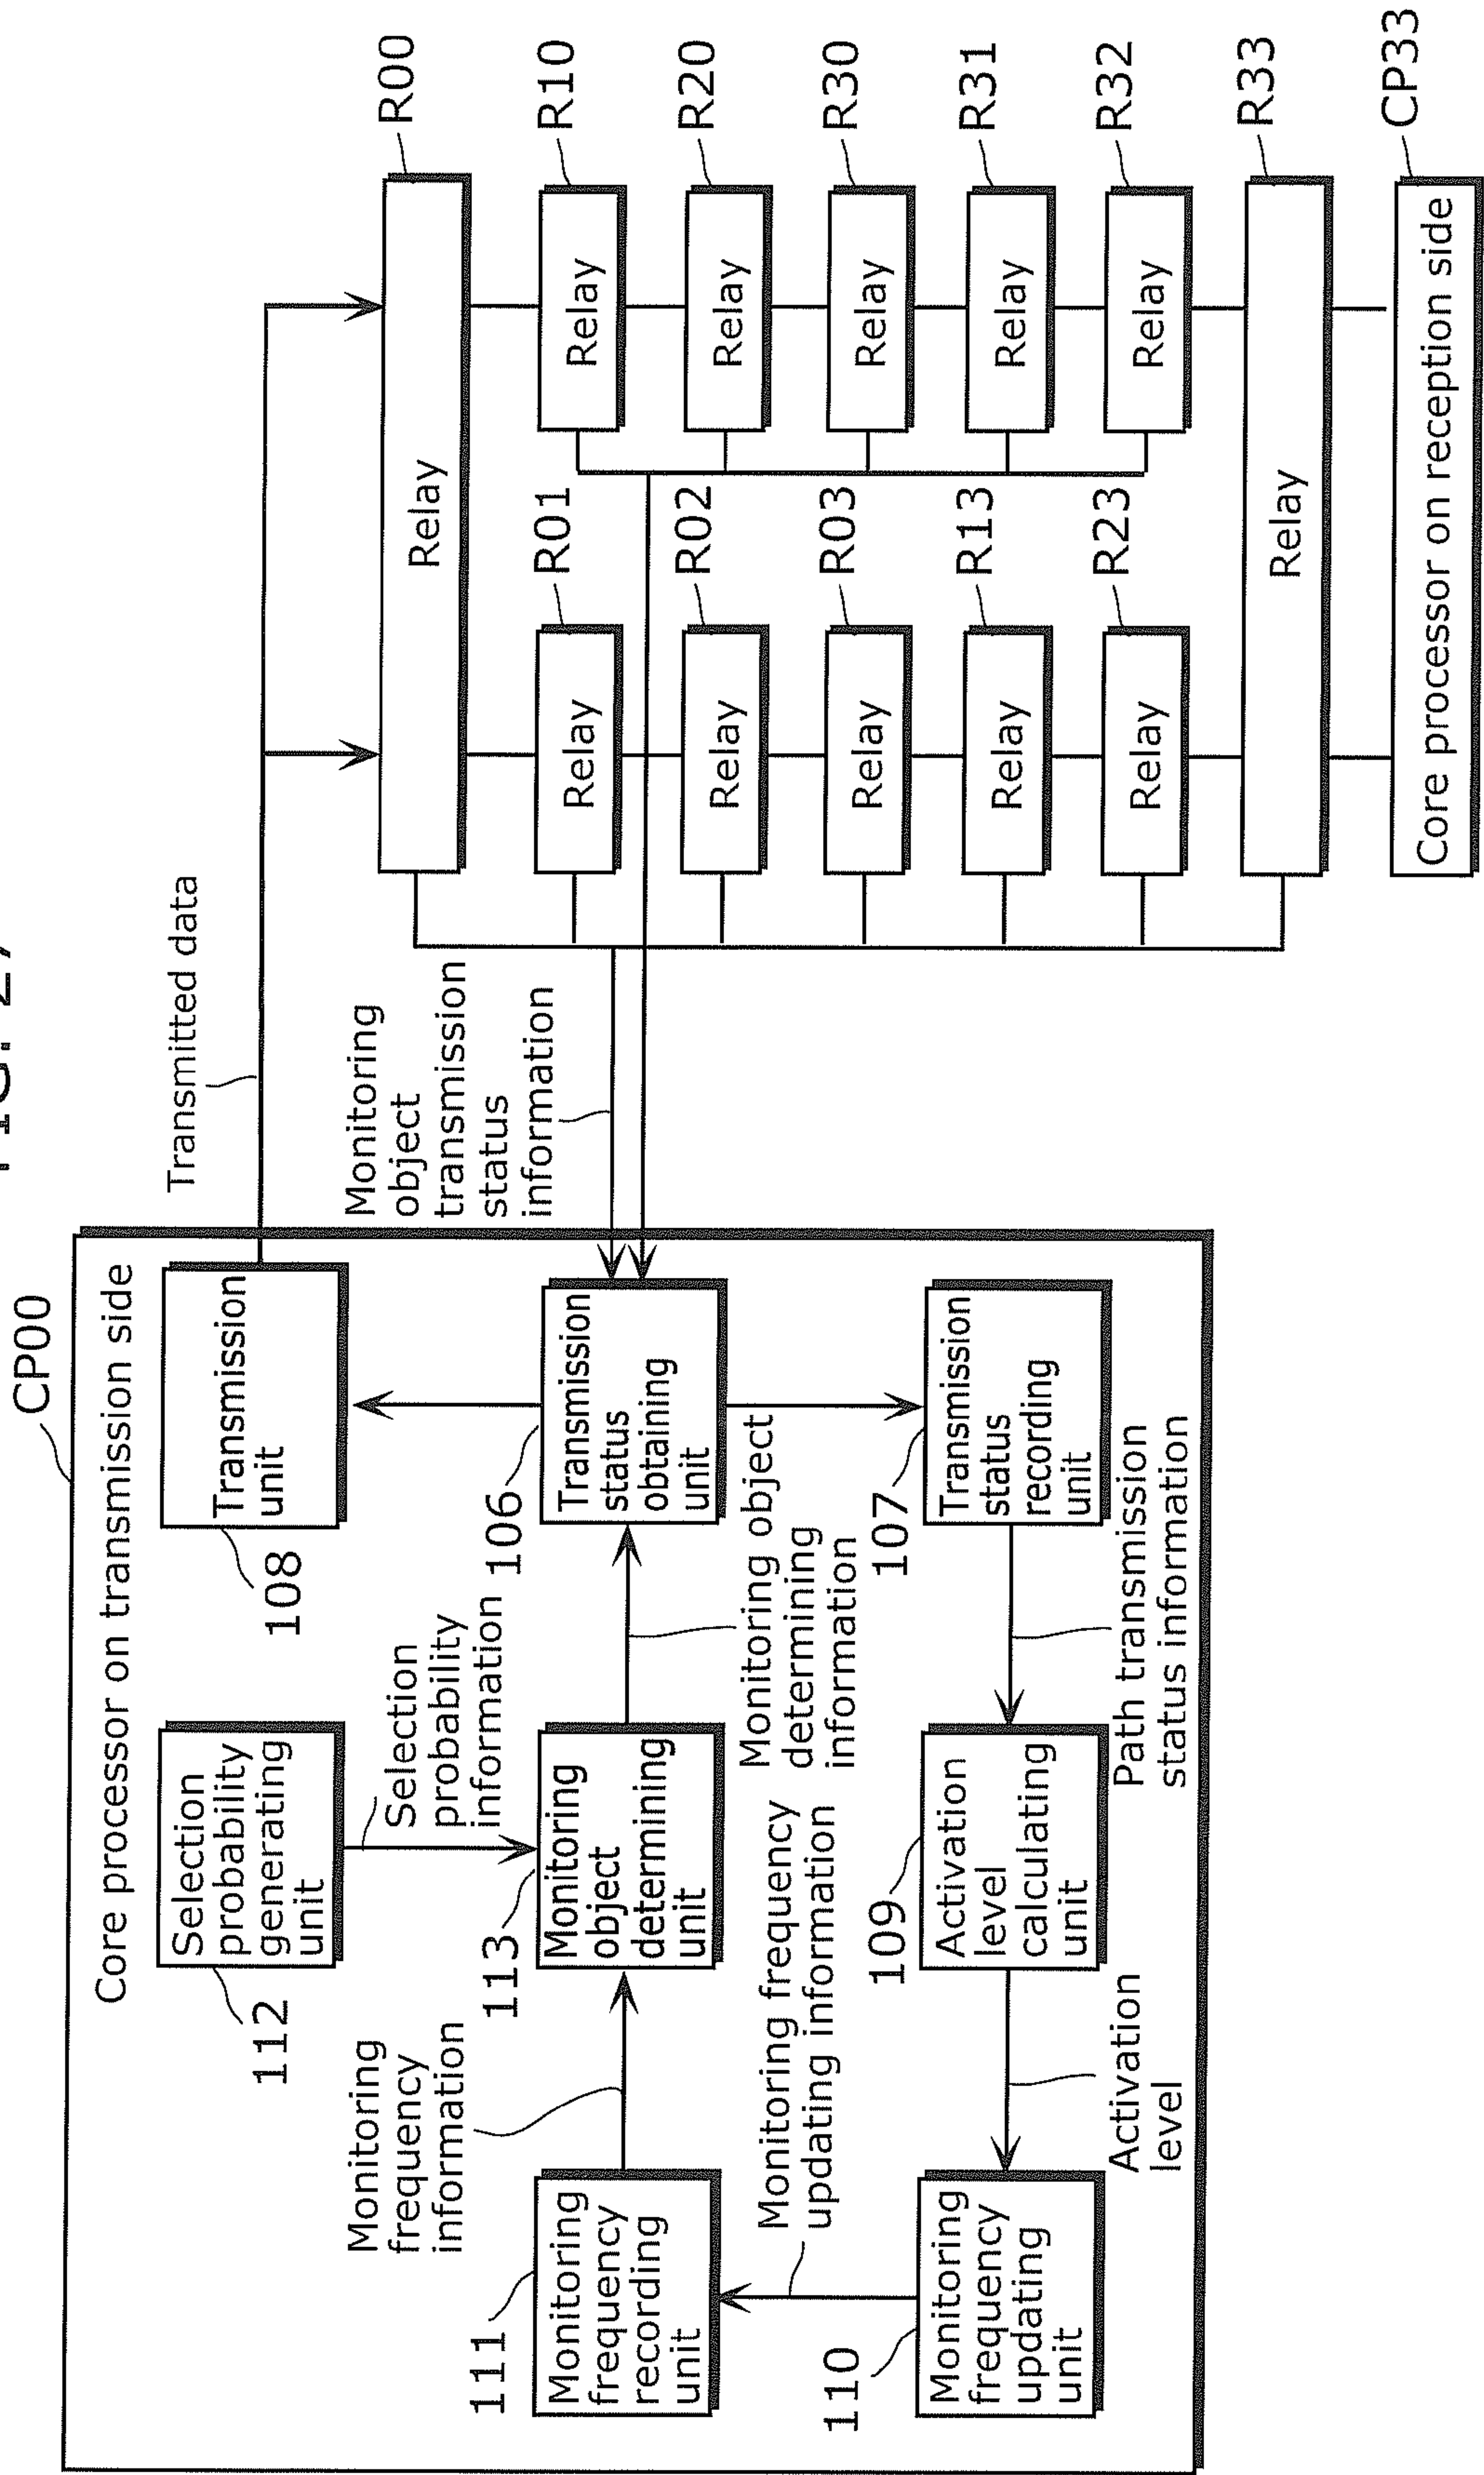 FIG. 27
CP00
Core processor on transmission side
112
Selection
probability
generating
unit
108
Transmission
unit
Transmitted data
Selection
probability
information
Monitoring
frequency
information
111
Monitoring
frequency
recording
unit
113
Monitoring
object
determining
unit
106
Transmission
status
obtaining
unit
Monitoring
object
transmission
status
information
Monitoring frequency
updating information
Monitoring object
determining
information
110
Monitoring
frequency
updating
unit
109
Activation
level
calculating
unit
107
Transmission
status
recording
unit
Activation
level
Path transmission
status information
Relay
R00
Relay
R01
Relay
R10
Relay
R02
Relay
R20
Relay
R03
Relay
R30
Relay
R13
Relay
R31
Relay
R23
Relay
R32
Relay
R33
Core processor on reception side
CP33